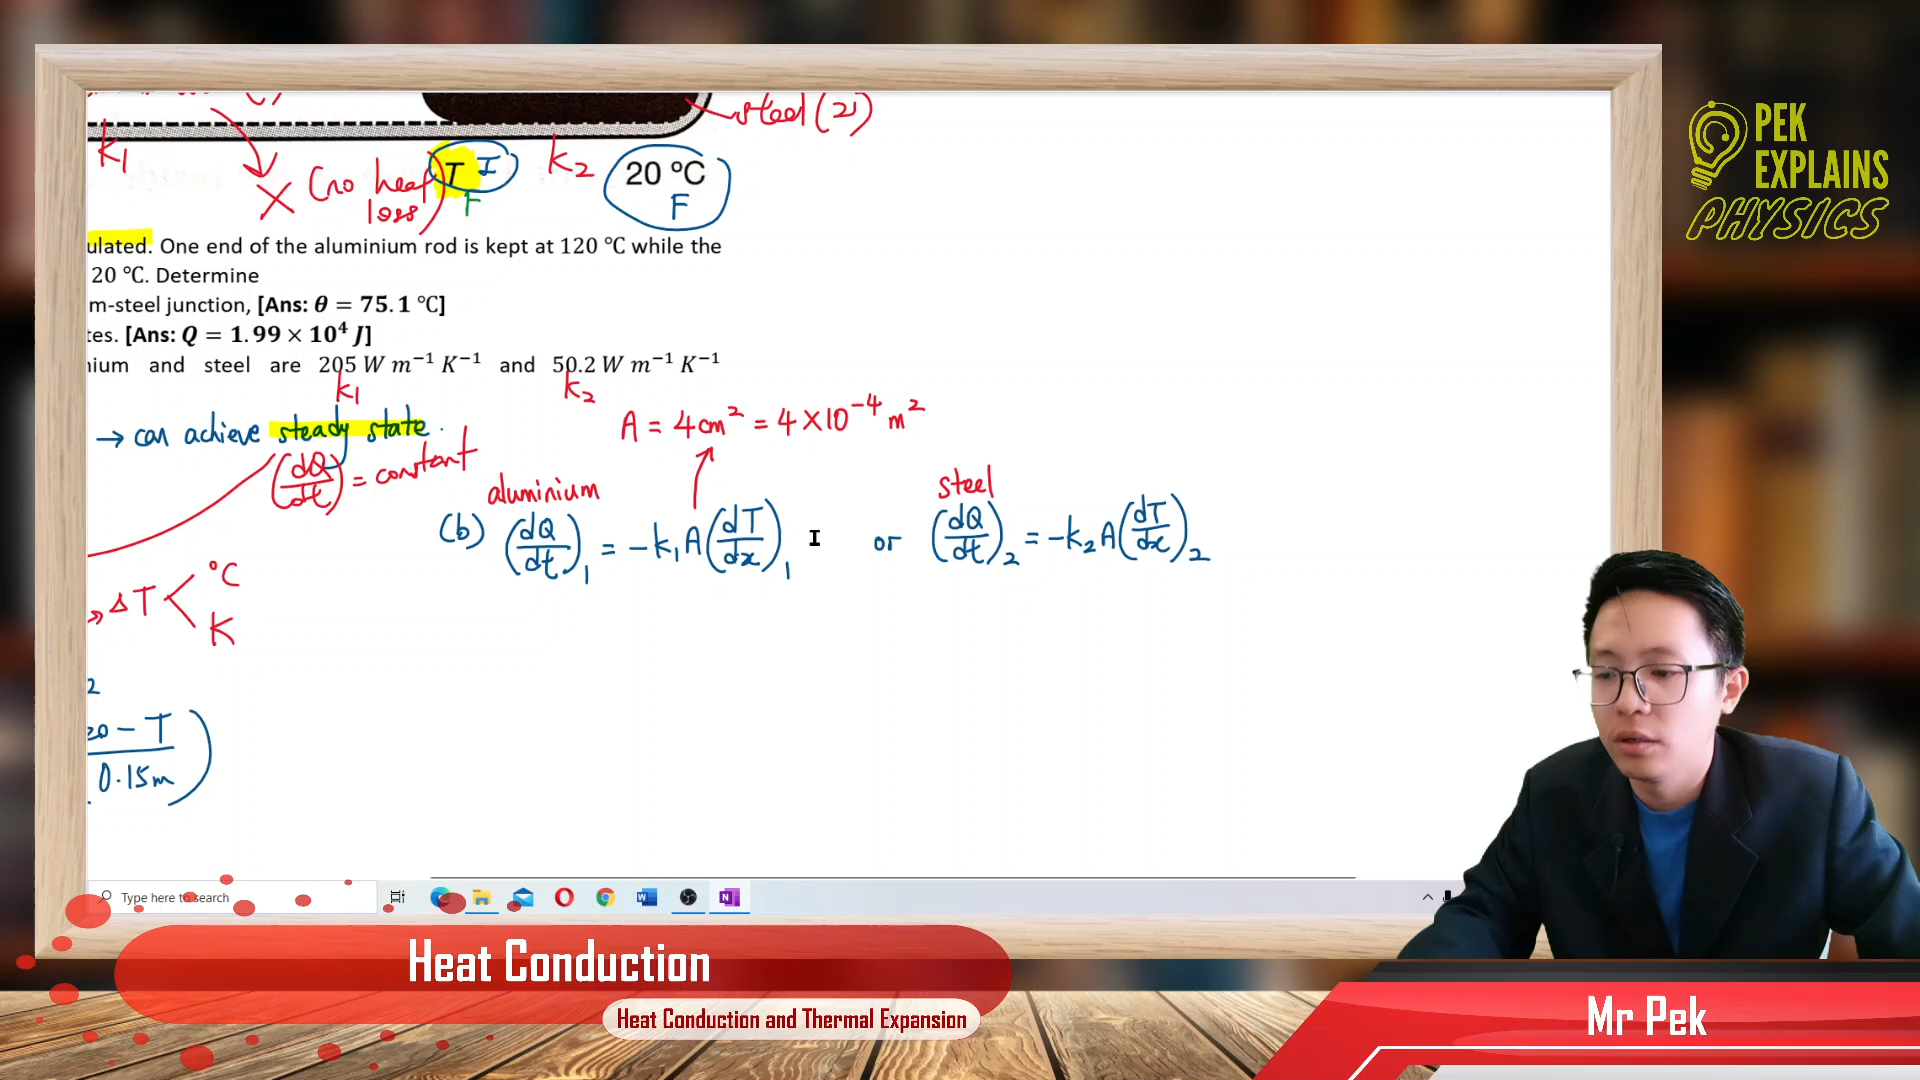 steel (2)
k₁
X (no heat loss)
T I
F
k₂
20 °C
F
ulated. One end of the aluminium rod is kept at 120 °C while the
20 °C. Determine
m-steel junction, [Ans: θ = 75.1 °C]
tes. [Ans: Q = 1.99 × 10⁴ J]
ium and steel are 205 W m⁻¹ K⁻¹ and 50.2 W m⁻¹ K⁻¹
k₁
k₂
→ can achieve steady state.
(dQ/dt) = constant
A = 4cm² = 4×10⁻⁴ m²
aluminium
steel
(b) (dQ/dt)₁ = -k₁A(dT/dx)₁ or (dQ/dt)₂ = -k₂A(dT/dx)₂
ΔT < °C
K
2
20 - T
0.15m
Type here to search
PEK
EXPLAINS
PHYSICS
Heat Conduction
Heat Conduction and Thermal Expansion
Mr Pek